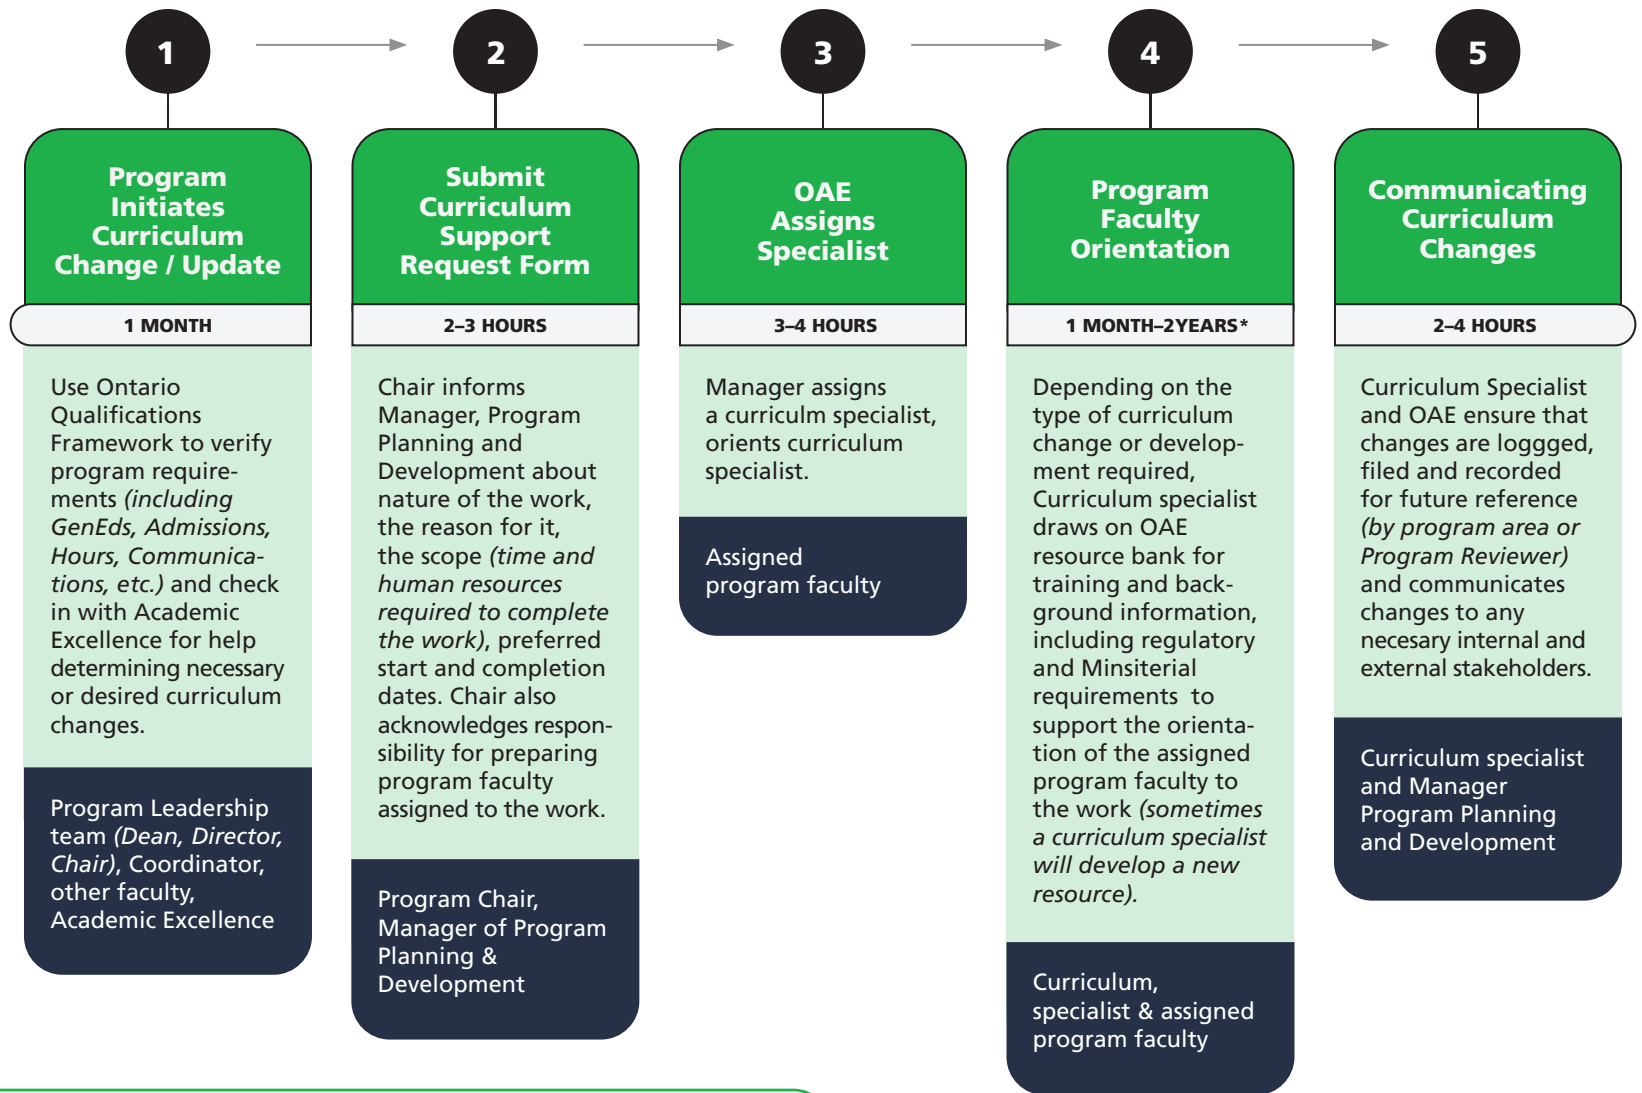 1
2
3
4
5
Program
Initiates
Curriculum
Change / Update
1 MONTH
Use Ontario
Qualifications
Framework to verify
program require-
ments (including
GenEds, Admissions,
Hours, Communica-
tions, etc.) and check
in with Academic
Excellence for help
determining necessary
or desired curriculum
changes.
Program Leadership
team (Dean, Director,
Chair), Coordinator,
other faculty,
Academic Excellence
Submit
Curriculum
Support
Request Form
2–3 HOURS
Chair informs
Manager, Program
Planning and
Development about
nature of the work,
the reason for it,
the scope (time and
human resources
required to complete
the work), preferred
start and completion
dates. Chair also
acknowledges respon-
sibility for preparing
program faculty
assigned to the work.
Program Chair,
Manager of Program
Planning &
Development
OAE
Assigns
Specialist
3–4 HOURS
Manager assigns
a curriculm specialist,
orients curriculum
specialist.
Assigned
program faculty
Program
Faculty
Orientation
1 MONTH–2YEARS*
Depending on the
type of curriculum
change or develop-
ment required,
Curriculum specialist
draws on OAE
resource bank for
training and back-
ground information,
including regulatory
and Minsiterial
requirements  to
support the orienta-
tion of the assigned
program faculty to
the work (sometimes
a curriculum specialist
will develop a new
resource).
Curriculum,
specialist & assigned
program faculty
Communicating
Curriculum
Changes
2–4 HOURS
Curriculum Specialist
and OAE ensure that
changes are loggged,
filed and recorded
for future reference
(by program area or
Program Reviewer)
and communicates
changes to any
necesary internal and
external stakeholders.
Curriculum specialist
and Manager
Program Planning
and Development